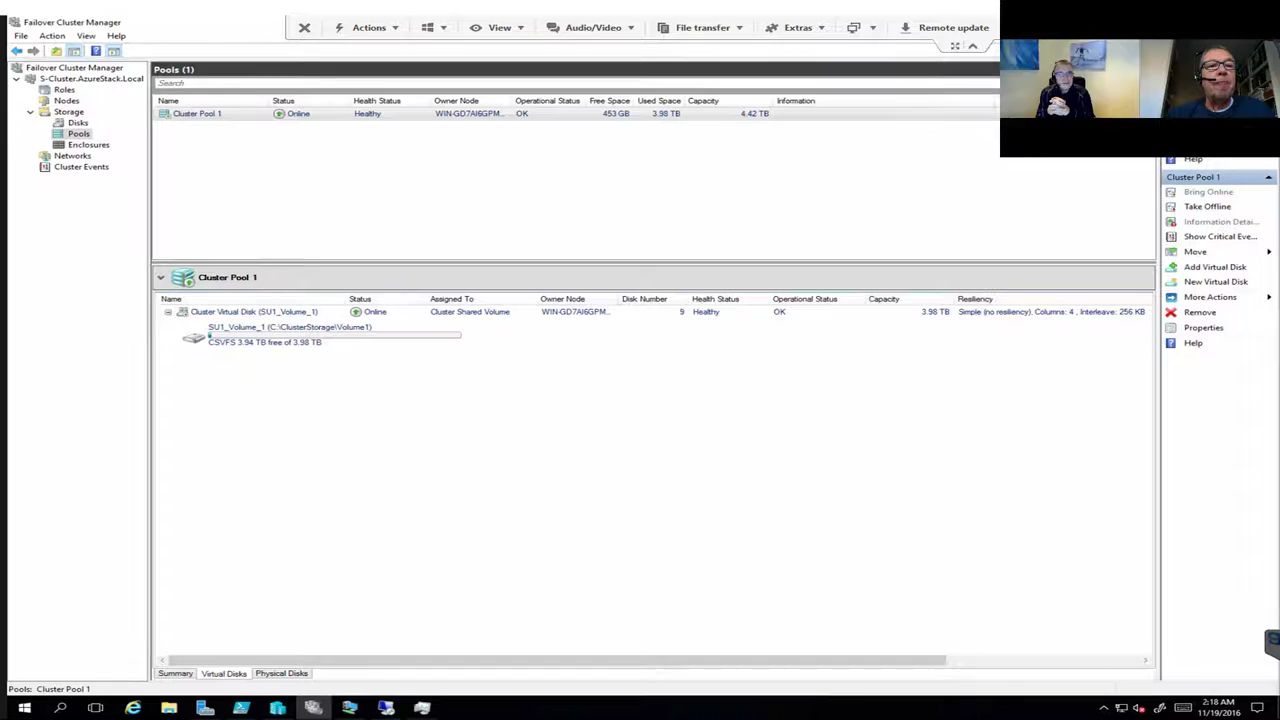 Failover Cluster Manager
File Action View Help
Actions View Audio/Video File transfer Extras Remote update
Failover Cluster Manager
S-Cluster.AzureStack.Local
Roles
Nodes
Storage
Disks
Pools
Enclosures
Networks
Cluster Events
Pools (1)
Search
Name Status Health Status Owner Node Operational Status Free Space Used Space Capacity Information
Cluster Pool 1 Online Healthy WIN-GD7AI6GPM... OK 453 GB 3.98 TB 4.42 TB
Cluster Pool 1
Name Status Assigned To Owner Node Disk Number Health Status Operational Status Capacity Resiliency
Cluster Virtual Disk (SU1_Volume_1) Online Cluster Shared Volume WIN-GD7AI6GPM... 9 Healthy OK 3.98 TB Simple (no resiliency). Columns: 4 , Interleave: 256 KB
SU1_Volume_1 (C:\ClusterStorage\Volume1)
CSVFS 3.94 TB free of 3.98 TB
Help
Cluster Pool 1
Bring Online
Take Offline
Information Detai...
Show Critical Eve...
Move
Add Virtual Disk
New Virtual Disk
More Actions
Remove
Properties
Help
Summary Virtual Disks Physical Disks
Pools: Cluster Pool 1
2:18 AM
11/19/2016